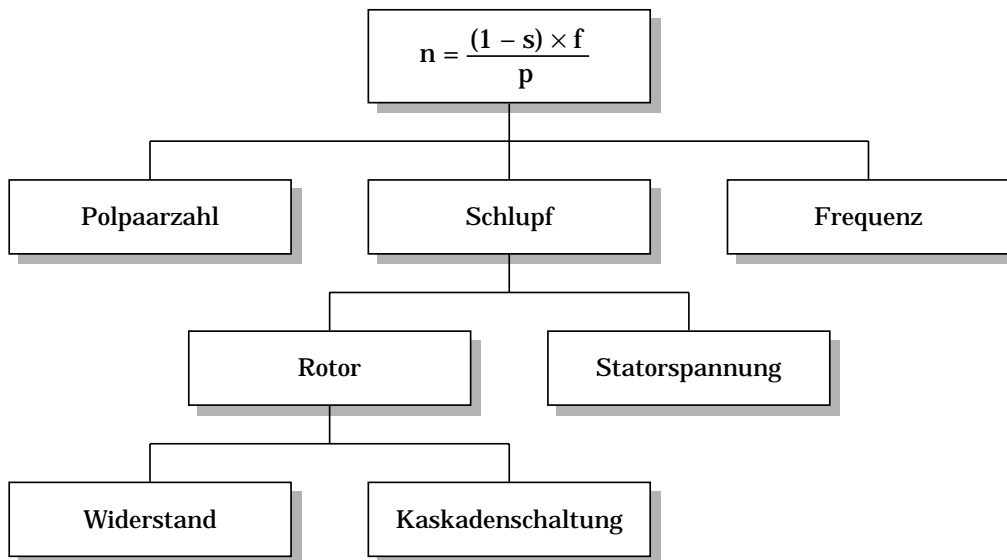 n = (1 – s) × f / p
Polpaarzahl
Schlupf
Frequenz
Rotor
Statorspannung
Widerstand
Kaskadenschaltung